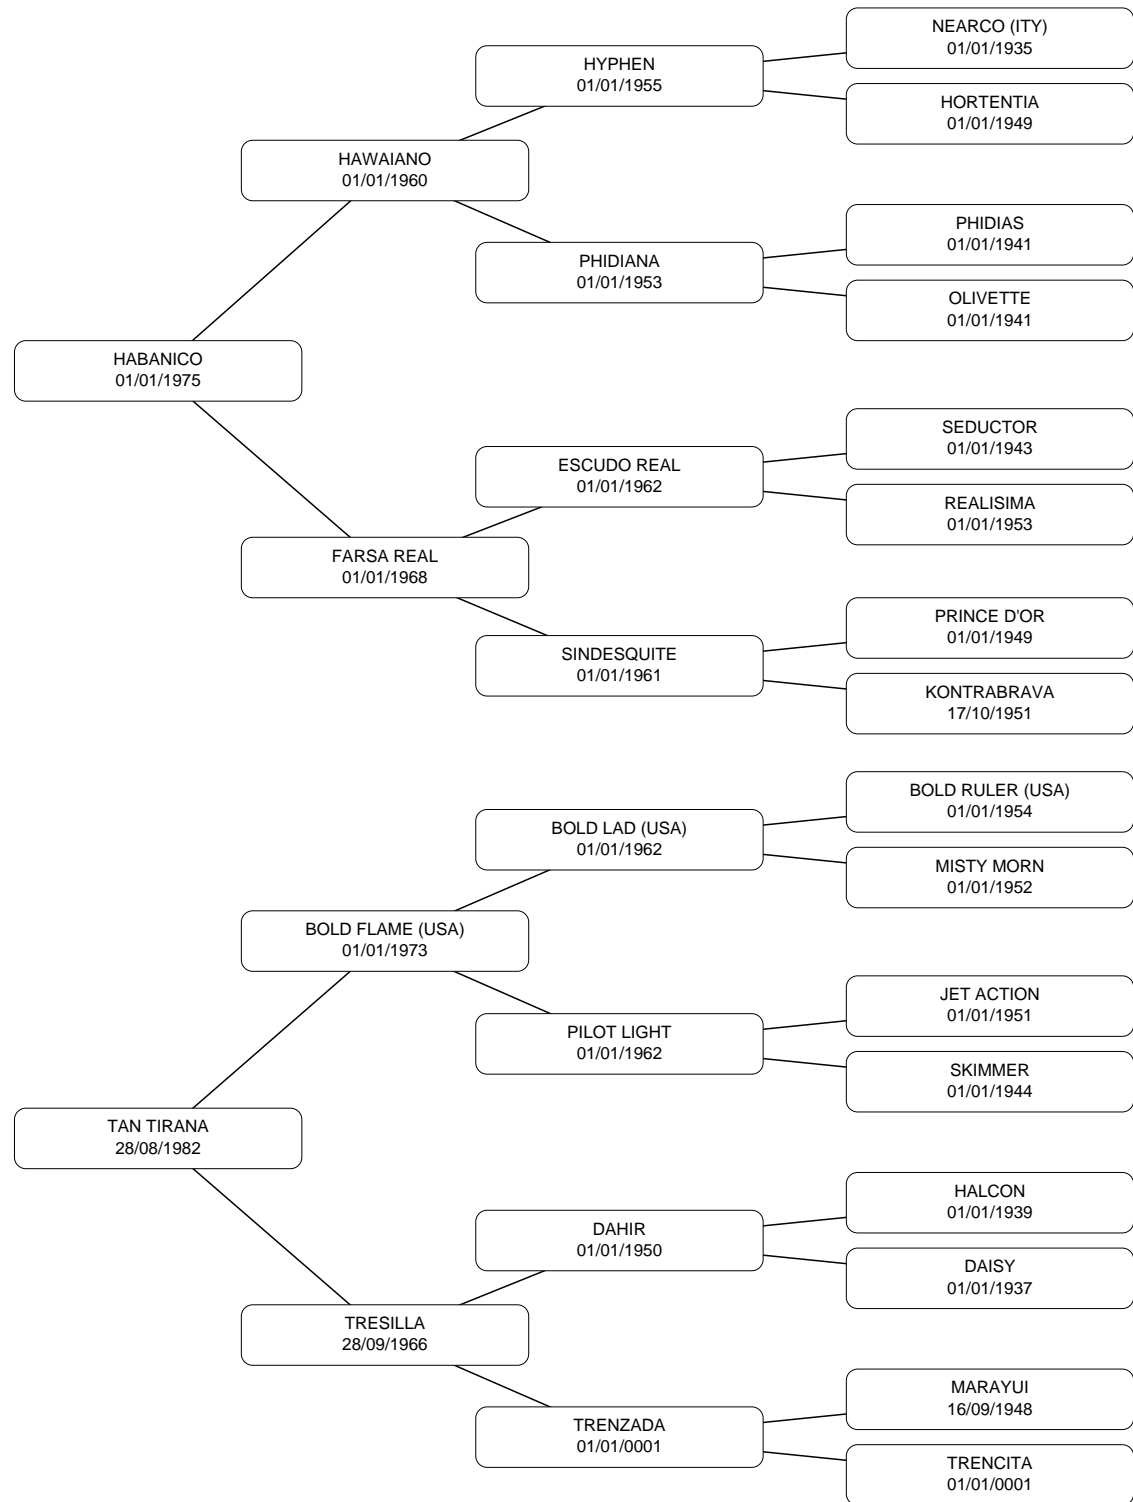 NEARCO (ITY)
01/01/1935
HYPHEN
01/01/1955
HORTENTIA
01/01/1949
HAWAIANO
01/01/1960
PHIDIAS
01/01/1941
PHIDIANA
01/01/1953
OLIVETTE
01/01/1941
HABANICO
01/01/1975
SEDUCTOR
01/01/1943
ESCUDO REAL
01/01/1962
REALISIMA
01/01/1953
FARSA REAL
01/01/1968
PRINCE D'OR
01/01/1949
SINDESQUITE
01/01/1961
KONTRABRAVA
17/10/1951
BOLD RULER (USA)
01/01/1954
BOLD LAD (USA)
01/01/1962
MISTY MORN
01/01/1952
BOLD FLAME (USA)
01/01/1973
JET ACTION
01/01/1951
PILOT LIGHT
01/01/1962
SKIMMER
01/01/1944
TAN TIRANA
28/08/1982
HALCON
01/01/1939
DAHIR
01/01/1950
DAISY
01/01/1937
TRESILLA
28/09/1966
MARAYUI
16/09/1948
TRENZADA
01/01/0001
TRENCITA
01/01/0001